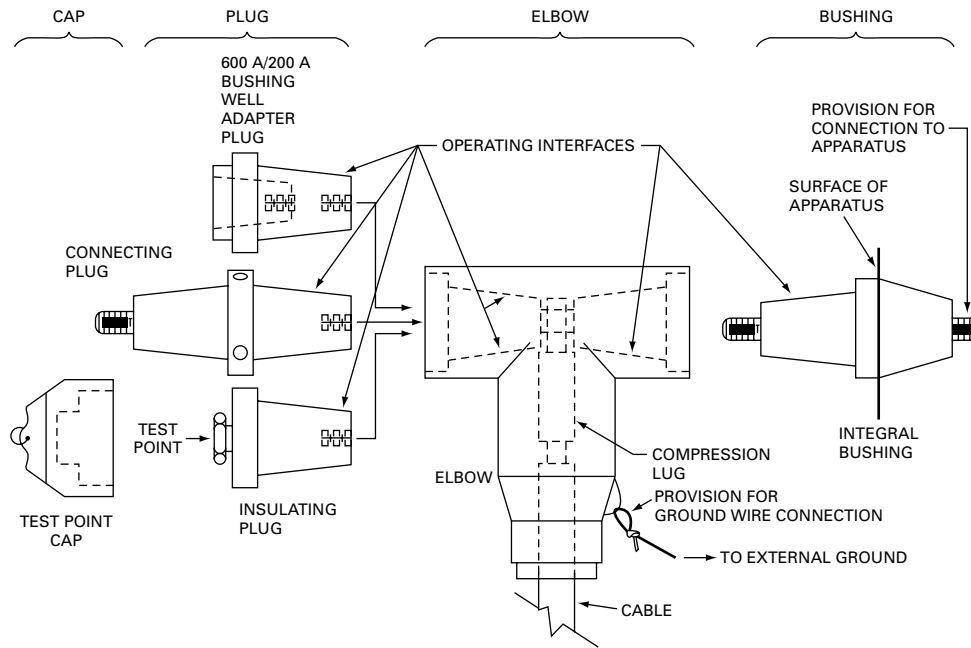 CAP
PLUG
ELBOW
BUSHING
600 A/200 A
BUSHING
WELL
ADAPTER
PLUG
OPERATING INTERFACES
PROVISION FOR
CONNECTION TO
APPARATUS
SURFACE OF
APPARATUS
CONNECTING
PLUG
TEST
POINT
INTEGRAL
BUSHING
COMPRESSION
LUG
ELBOW
PROVISION FOR
GROUND WIRE CONNECTION
INSULATING
PLUG
TEST POINT
CAP
TO EXTERNAL GROUND
CABLE